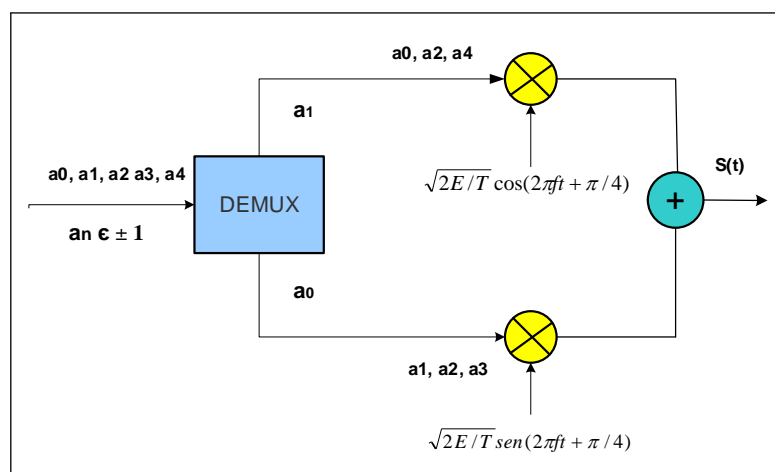 a0, a2, a4
a1
S(t)
a0, a1, a2 a3, a4
√2E/T cos(2πft + π/4)
DEMUX
+
an є ± 1
a0
a1, a2, a3
√2E/T sen(2πft + π/4)